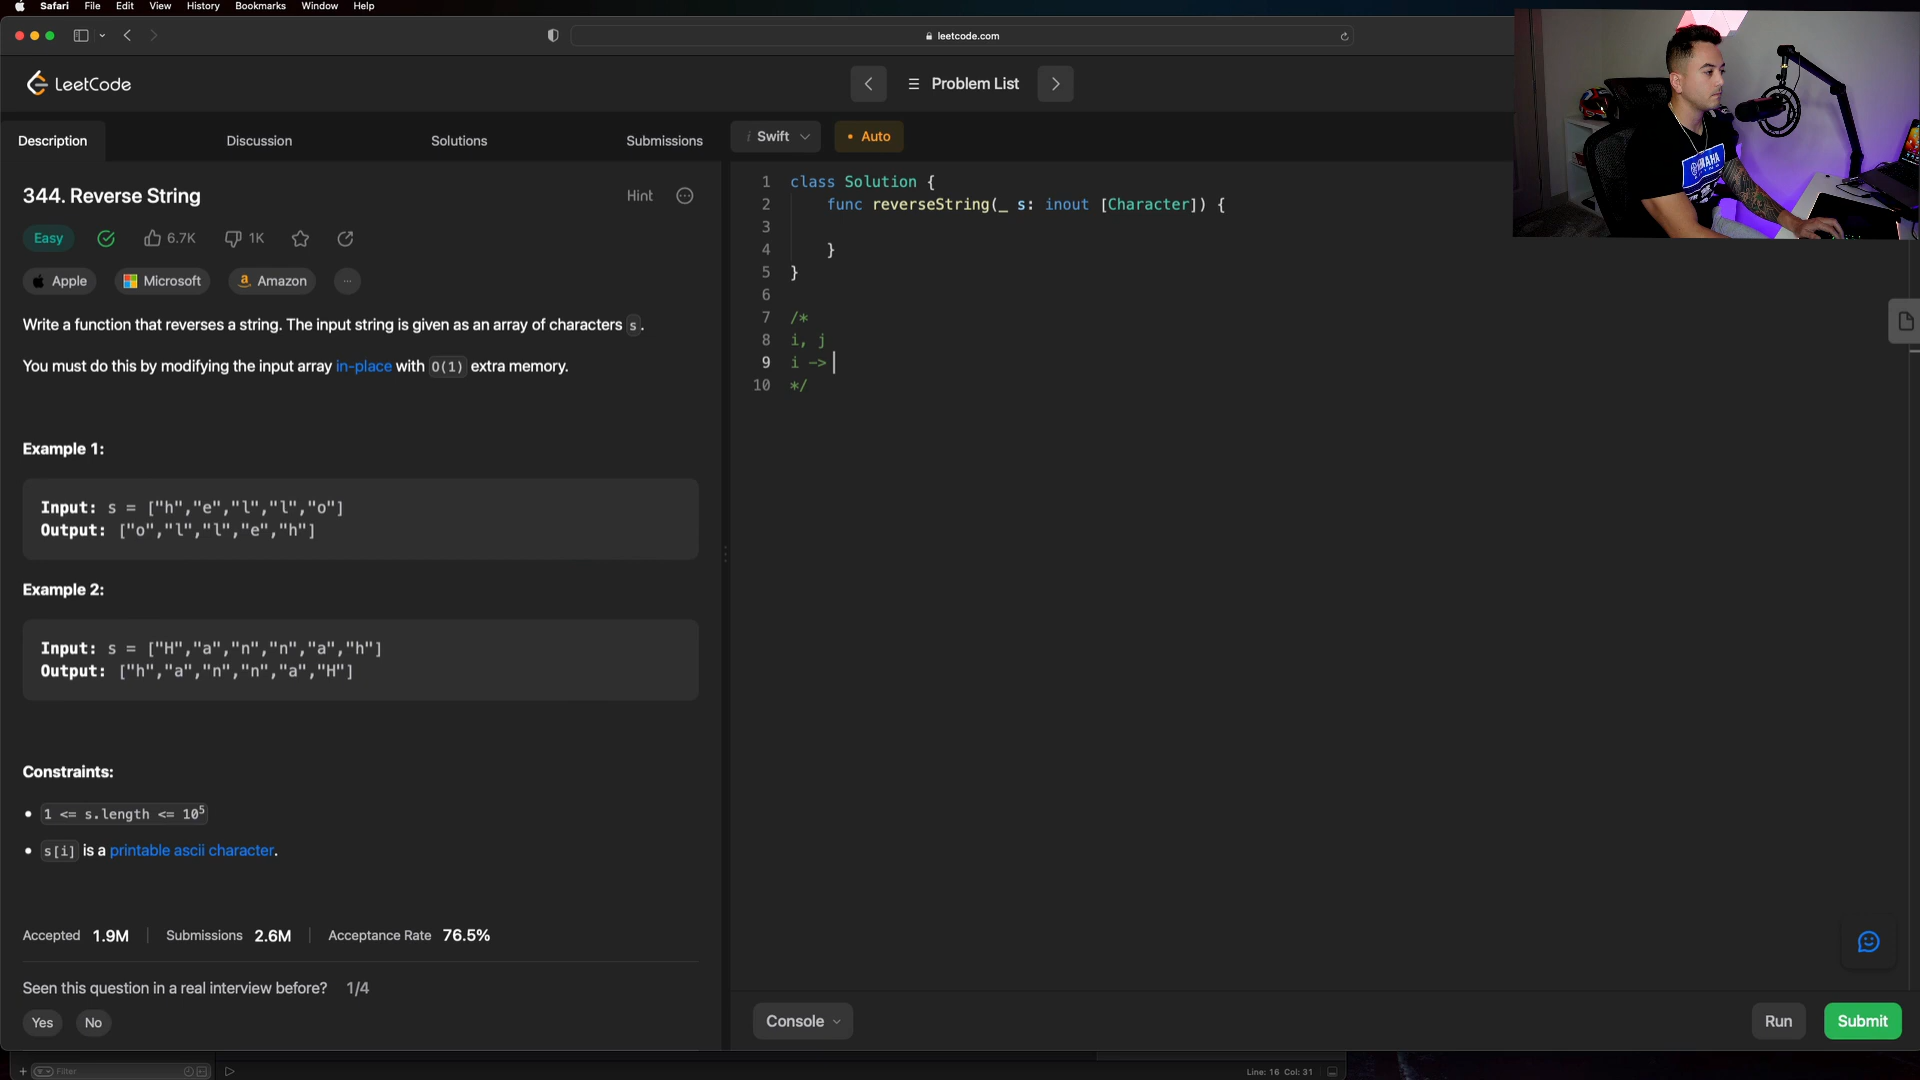 Safari File Edit View History Bookmarks Window Help
leetcode.com
LeetCode
Problem List
Description Discussion Solutions Submissions
i Swift • Auto
344. Reverse String
Hint
Easy 6.7K 1K
Apple Microsoft Amazon ...
Write a function that reverses a string. The input string is given as an array of characters s.
You must do this by modifying the input array in-place with O(1) extra memory.
Example 1:
Input: s = ["h","e","l","l","o"]
Output: ["o","l","l","e","h"]
Example 2:
Input: s = ["H","a","n","n","a","h"]
Output: ["h","a","n","n","a","H"]
Constraints:
• 1 <= s.length <= 10⁵
• s[i] is a printable ascii character.
Accepted 1.9M Submissions 2.6M Acceptance Rate 76.5%
Seen this question in a real interview before? 1/4
Yes No
1 class Solution {
2 func reverseString(_ s: inout [Character]) {
3
4 }
5 }
6
7 /*
8 i, j
9 i ->
10 */
Console
Run Submit
YAMAHA
+ Filter
Line: 16 Col: 31